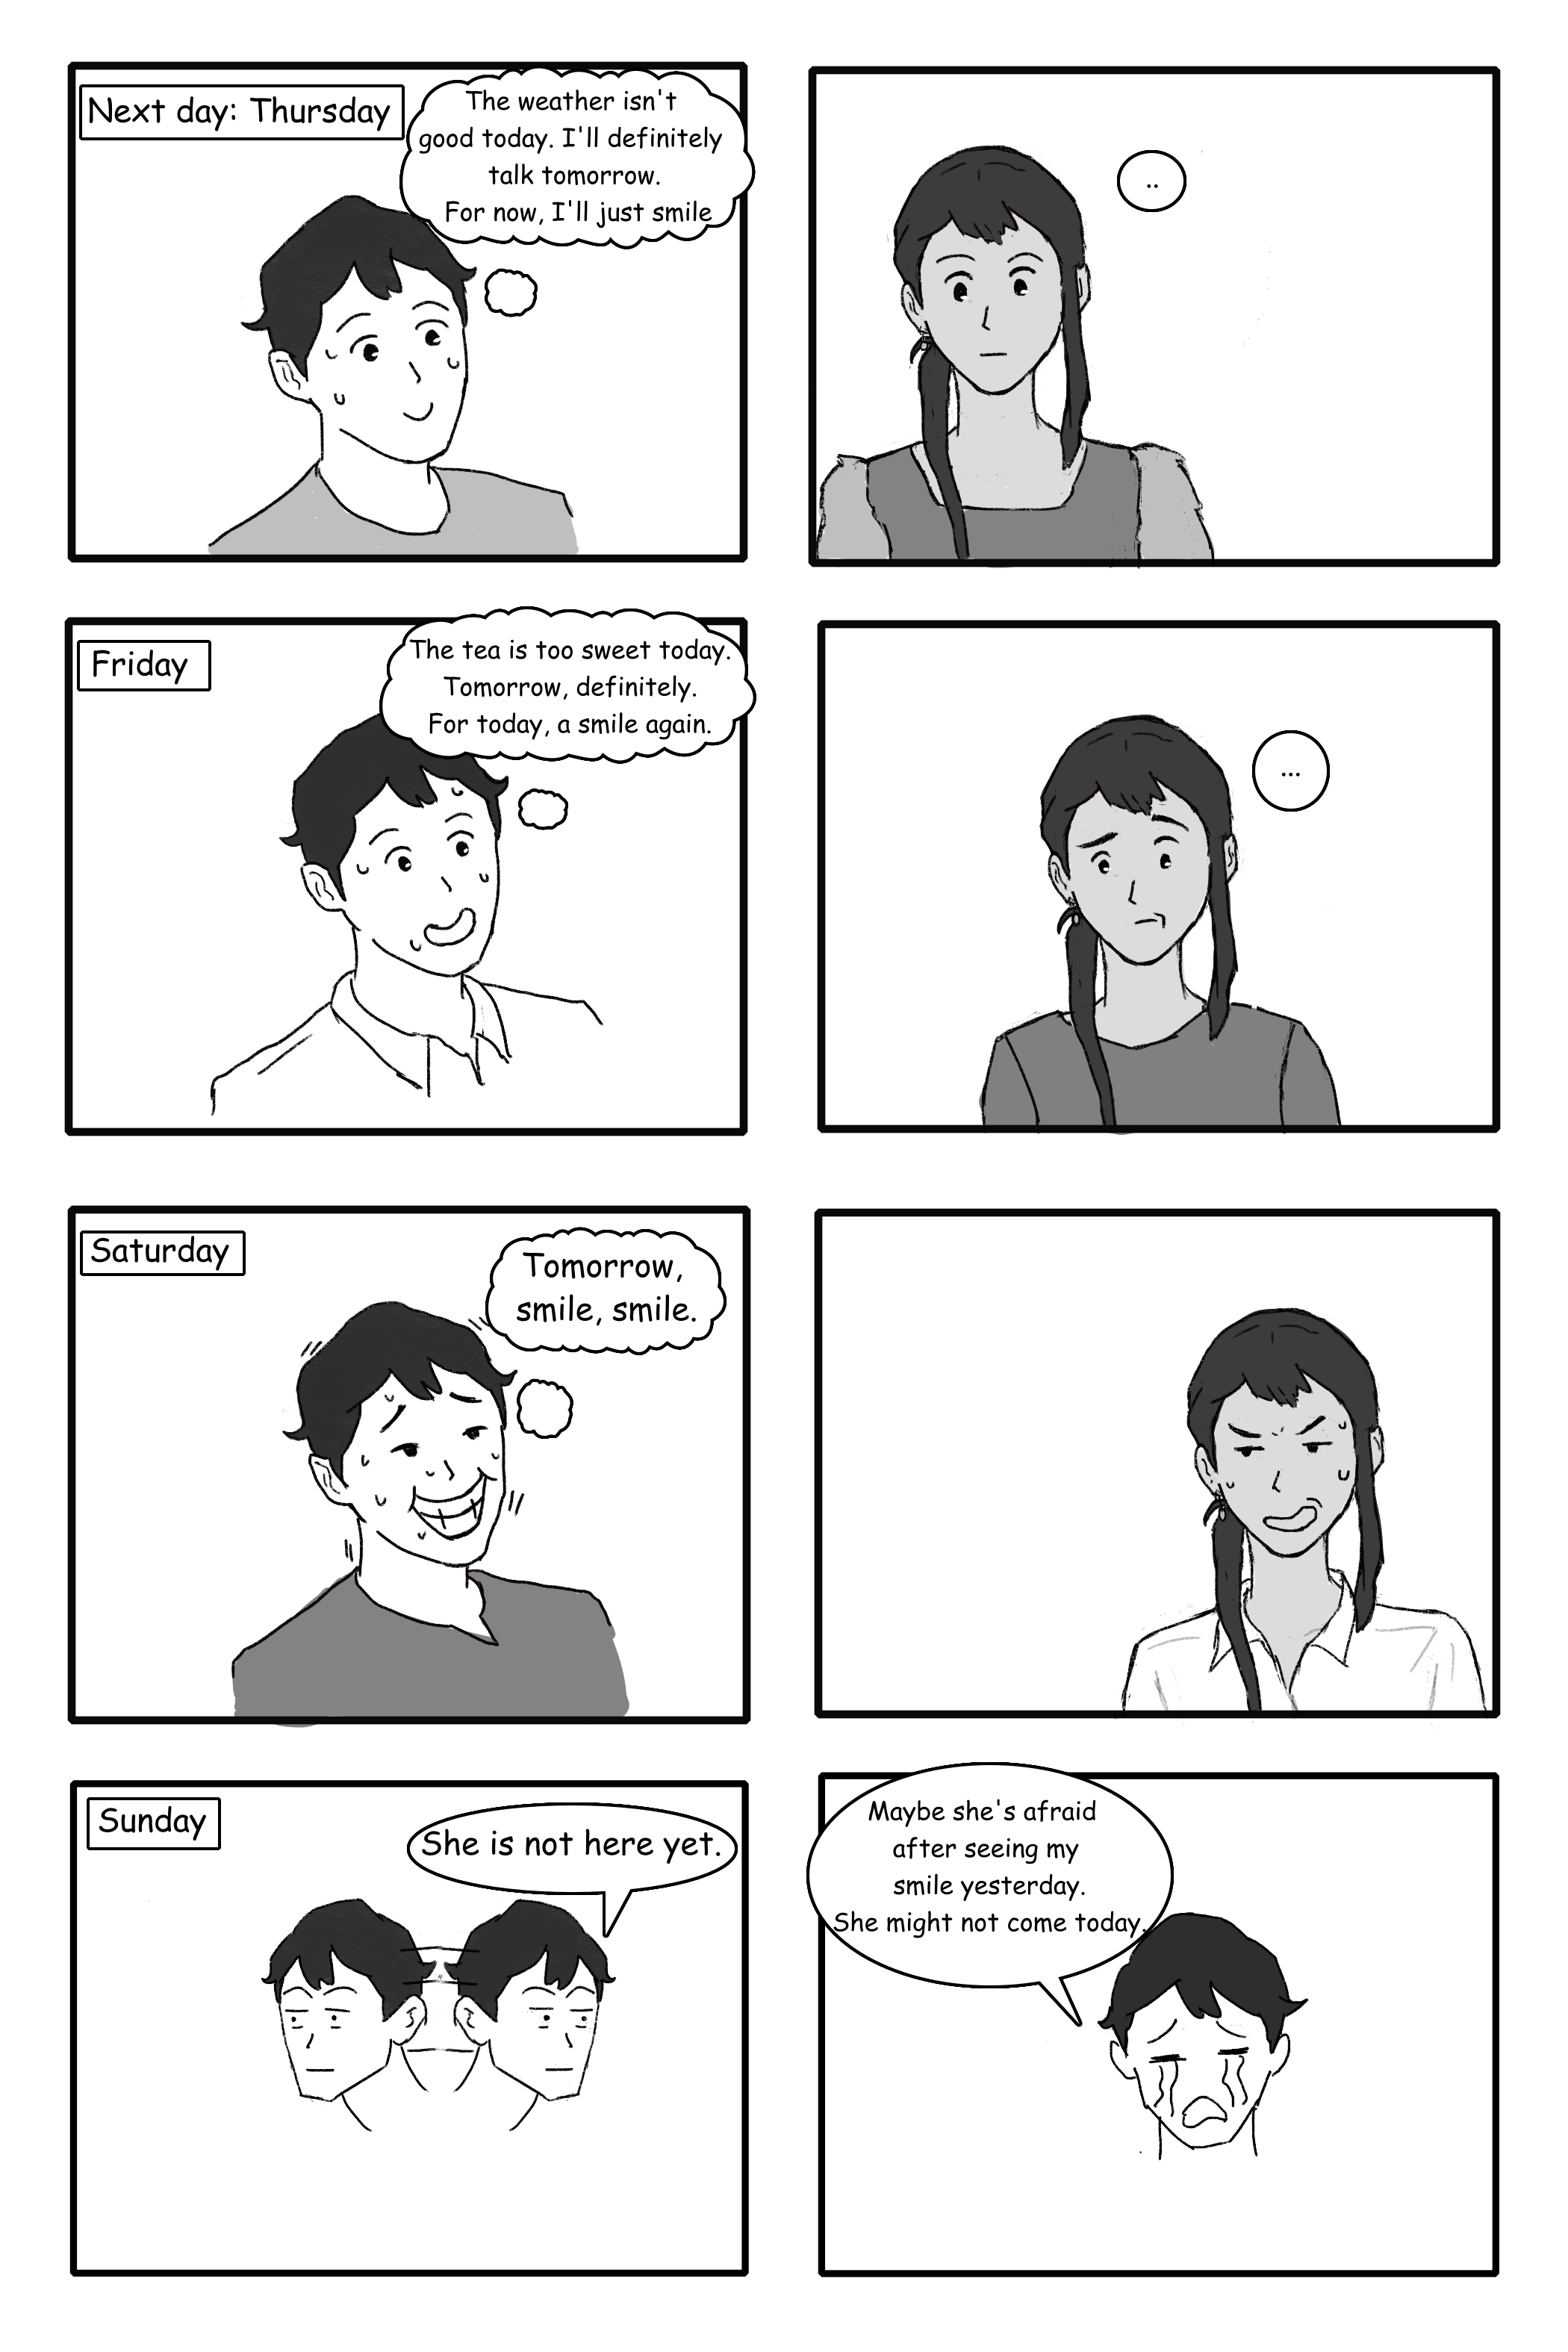 Next day: Thursday
The weather isn't
good today. I'll definitely
talk tomorrow.
For now, I'll just smile
..
Friday
The tea is too sweet today.
Tomorrow, definitely.
For today, a smile again.
...
Saturday
Tomorrow,
smile, smile.
Sunday
She is not here yet.
Maybe she's afraid
after seeing my
smile yesterday.
She might not come today.